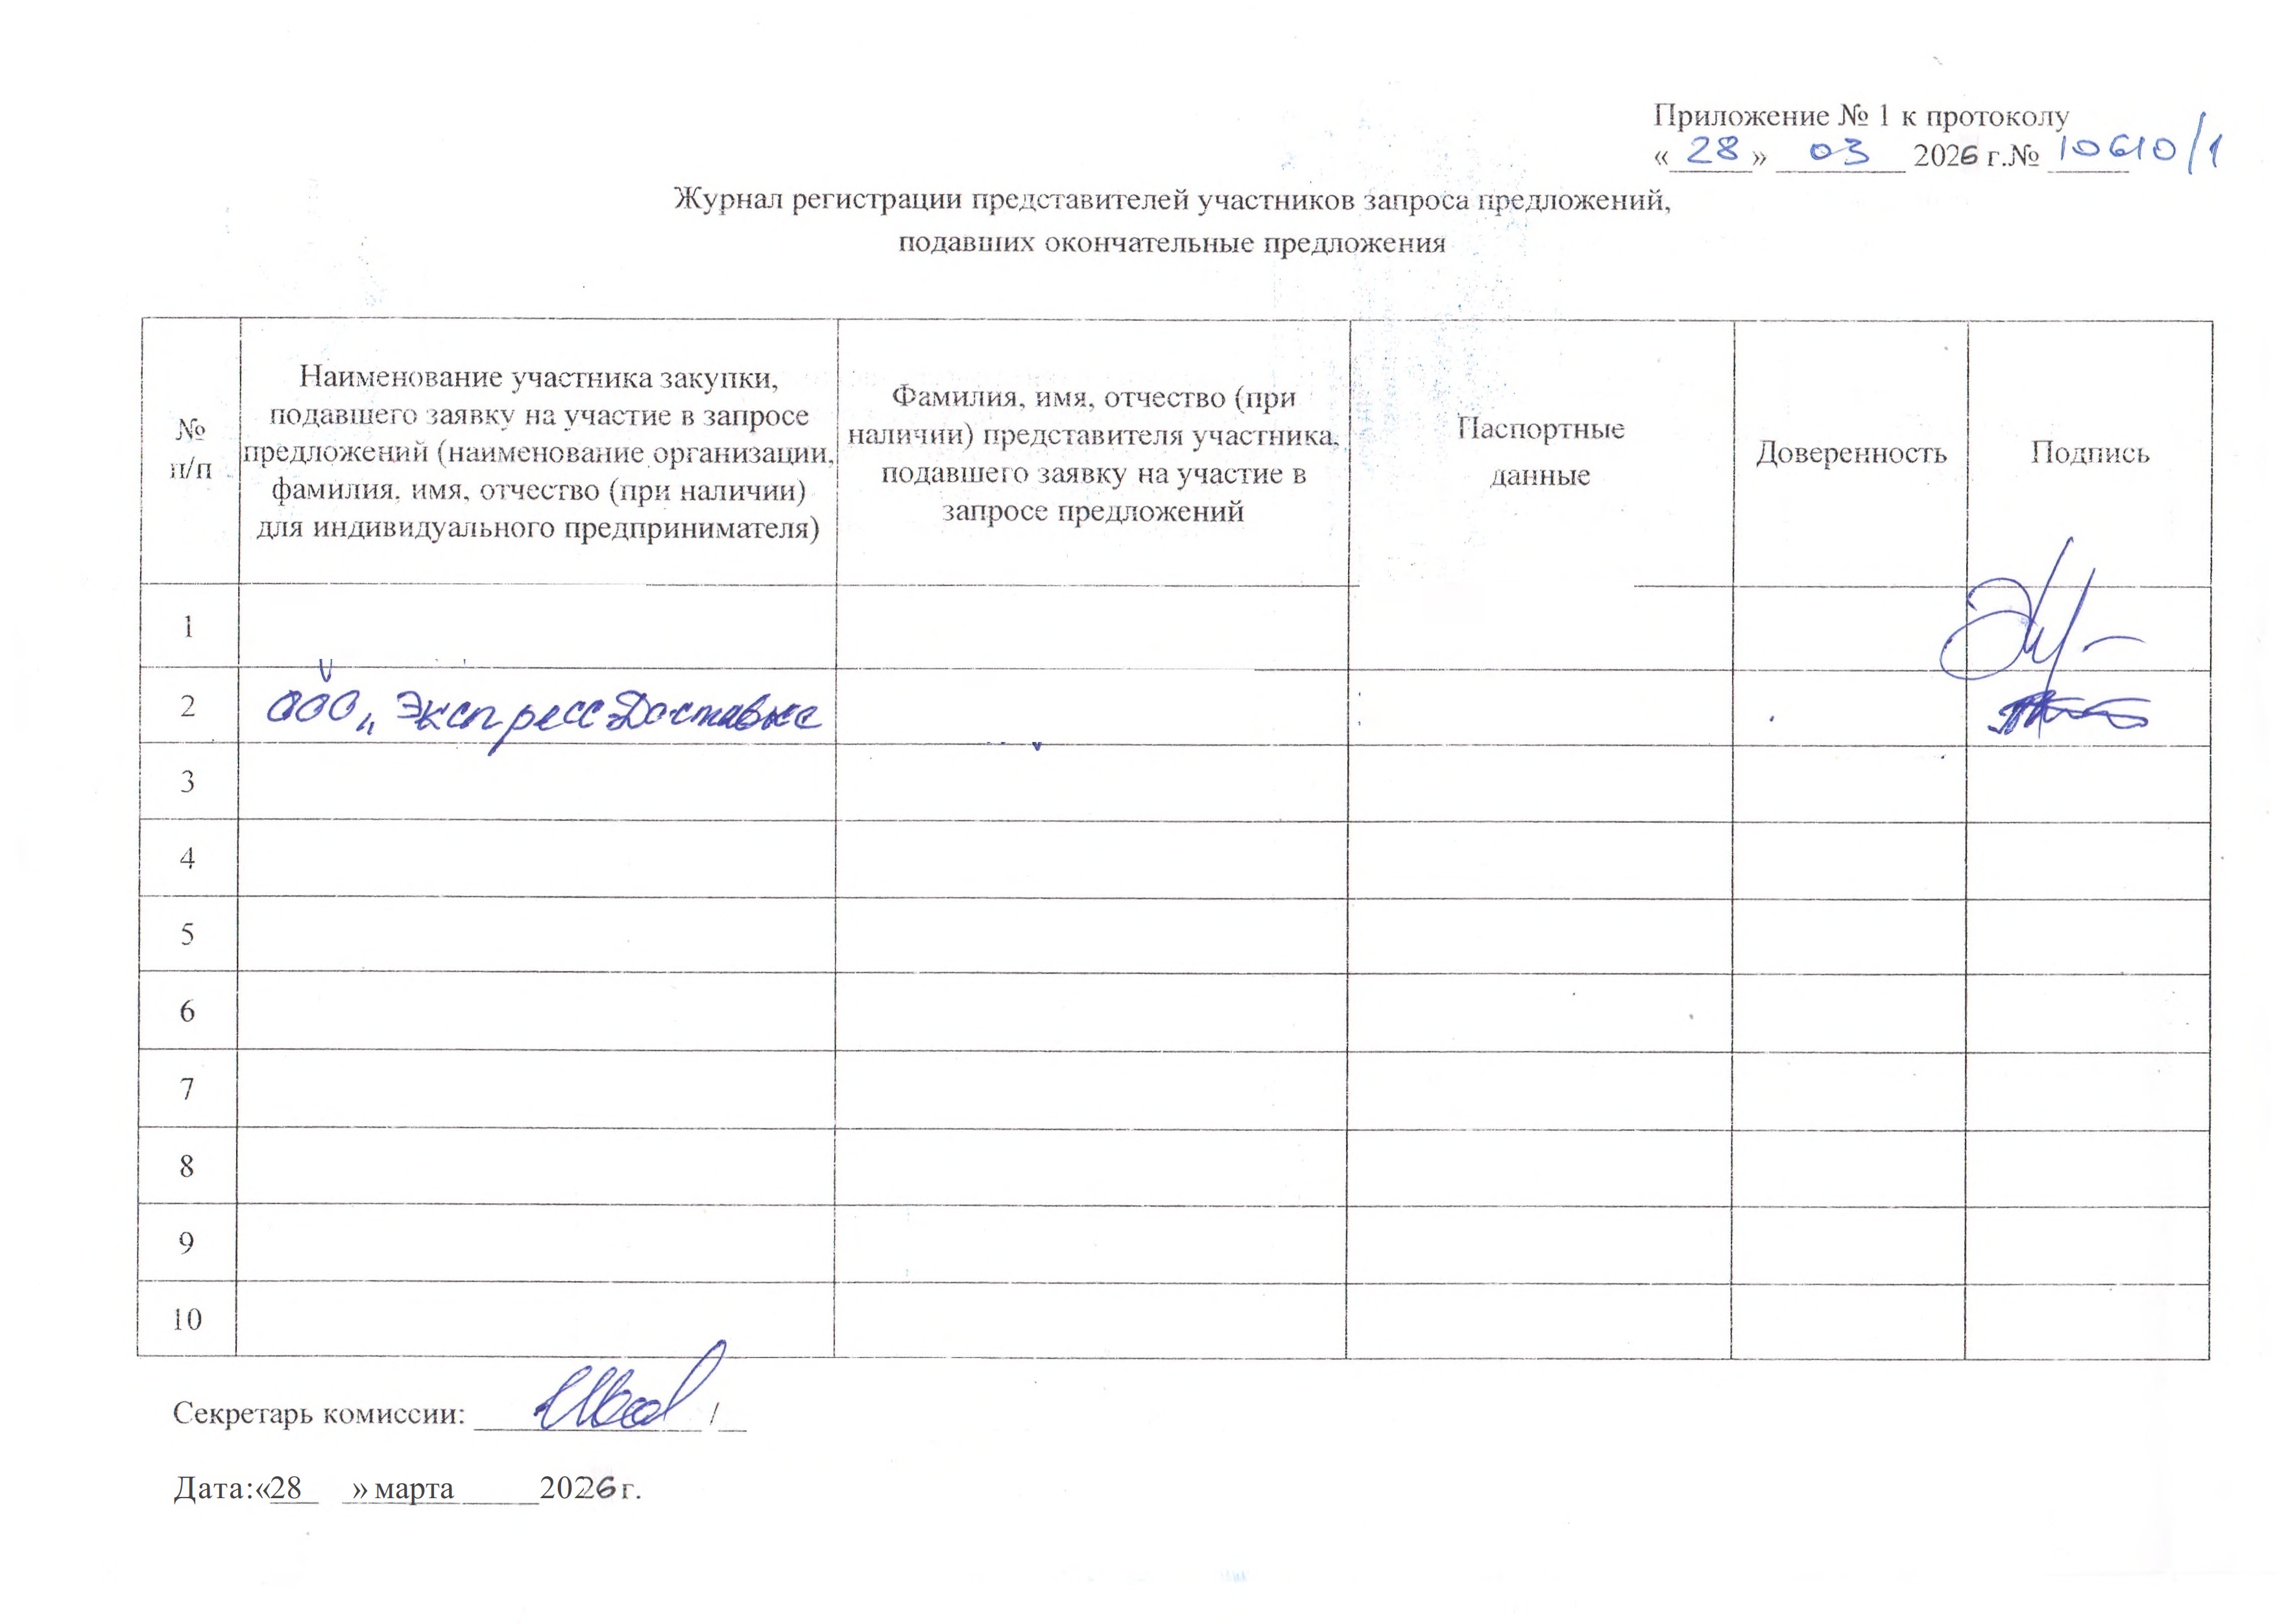 Приложение № 1 к протоколу
« 28 » 03 2026 г.№ 10610/1
Журнал регистрации представителей участников запроса предложений,
подавших окончательные предложения
№
п/п
Наименование участника закупки,
подавшего заявку на участие в запросе
предложений (наименование организации,
фамилия, имя, отчество (при наличии)
для индивидуального предпринимателя)
Фамилия, имя, отчество (при
наличии) представителя участника,
подавшего заявку на участие в
запросе предложений
Паспортные
данные
Доверенность
Подпись
1
2
ООО „ ЭкспрессДоставка
3
4
5
6
7
8
9
10
Секретарь комиссии: /
Дата:«28 » марта 2026 г.